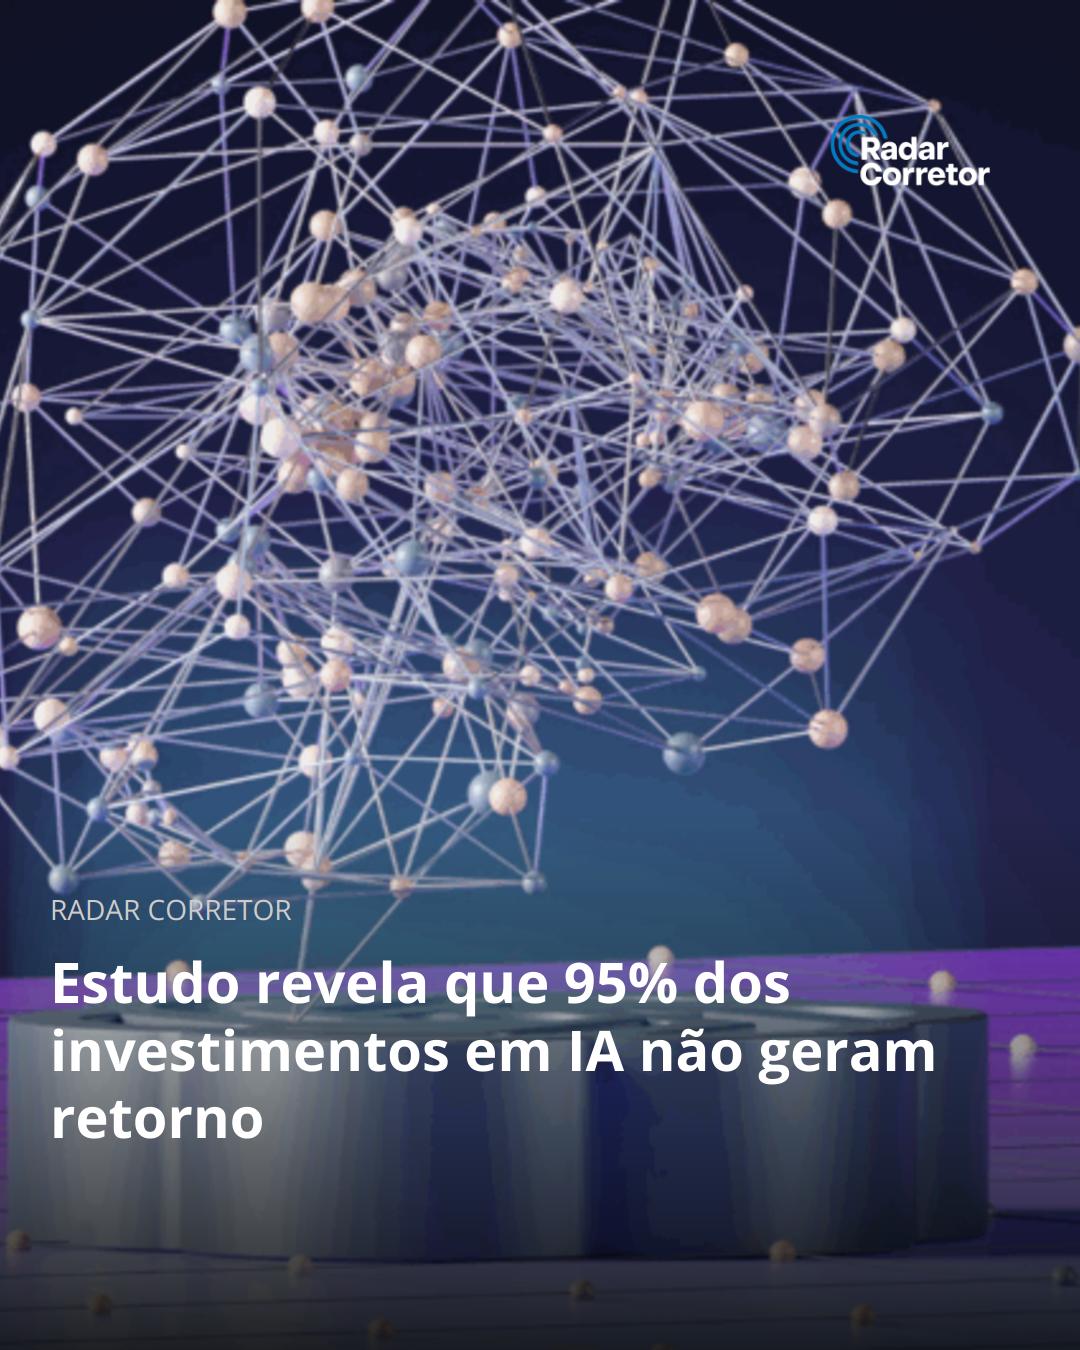 Radar
Corretor
RADAR CORRETOR
Estudo revela que 95% dos
investimentos em IA não geram
retorno